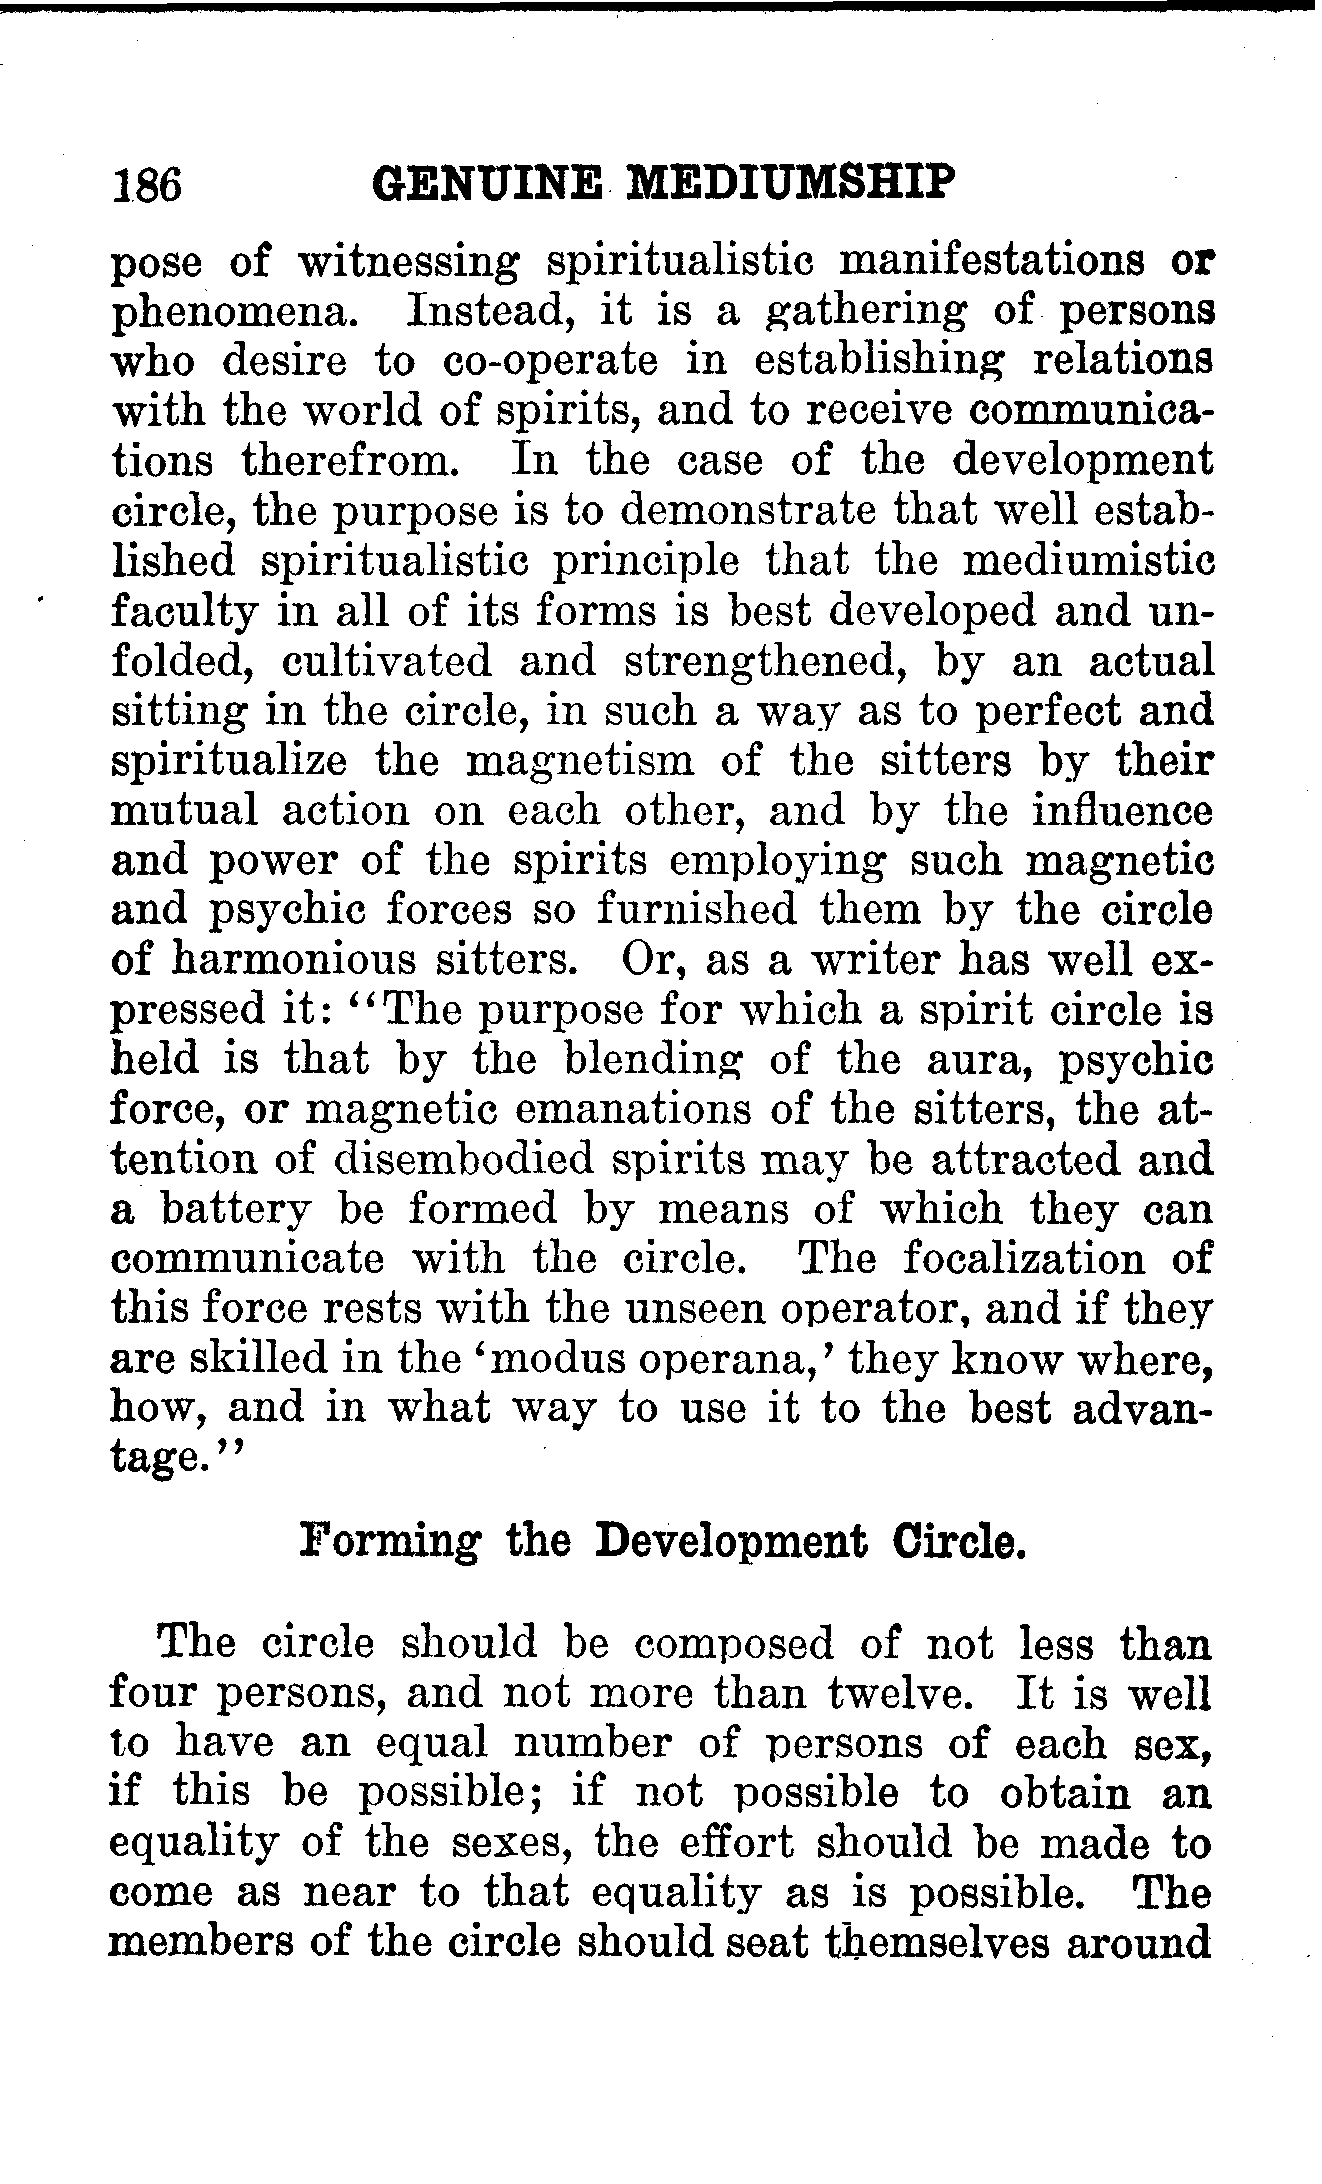 186 GENUINE MEDIUMSHIP
pose of witnessing spiritualistic manifestations or
phenomena. Instead, it is a gathering of persons
who desire to co-operate in establishing relations
with the world of spirits, and to receive communica-
tions therefrom. In the case of the development
circle, the purpose is to demonstrate that well estab-
lished spiritualistic principle that the mediumistic
faculty in all of its forms is best developed and un-
folded, cultivated and strengthened, by an actual
sitting in the circle, in such a way as to perfect and
spiritualize the magnetism of the sitters by their
mutual action on each other, and by the influence
and power of the spirits employing such magnetic
and psychic forces so furnished them by the circle
of harmonious sitters. Or, as a writer has well ex-
pressed it: "The purpose for which a spirit circle is
held is that by the blending of the aura, psychic
force, or magnetic emanations of the sitters, the at-
tention of disembodied spirits may be attracted and
a battery be formed by means of which they can
communicate with the circle. The focalization of
this force rests with the unseen operator, and if they
are skilled in the 'modus operana,' they know where,
how, and in what way to use it to the best advan-
tage."
Forming the Development Circle.
The circle should be composed of not less than
four persons, and not more than twelve. It is well
to have an equal number of persons of each sex,
if this be possible; if not possible to obtain an
equality of the sexes, the effort should be made to
come as near to that equality as is possible. The
members of the circle should seat themselves around